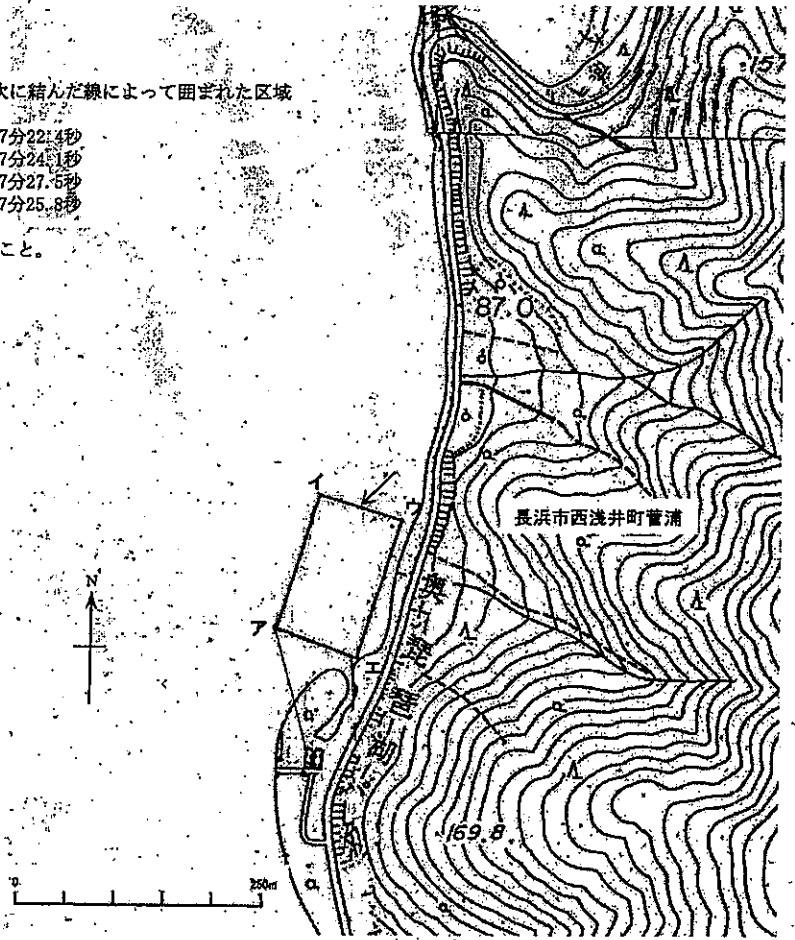 次に結んだ線によって囲まれた区域
7分22.4秒
7分24.1秒
7分27.5秒
7分25.8秒
こと。
157
87.0
イ
ウ
長浜市西浅井町菅浦
N
ア
エ
169.8
0
250m